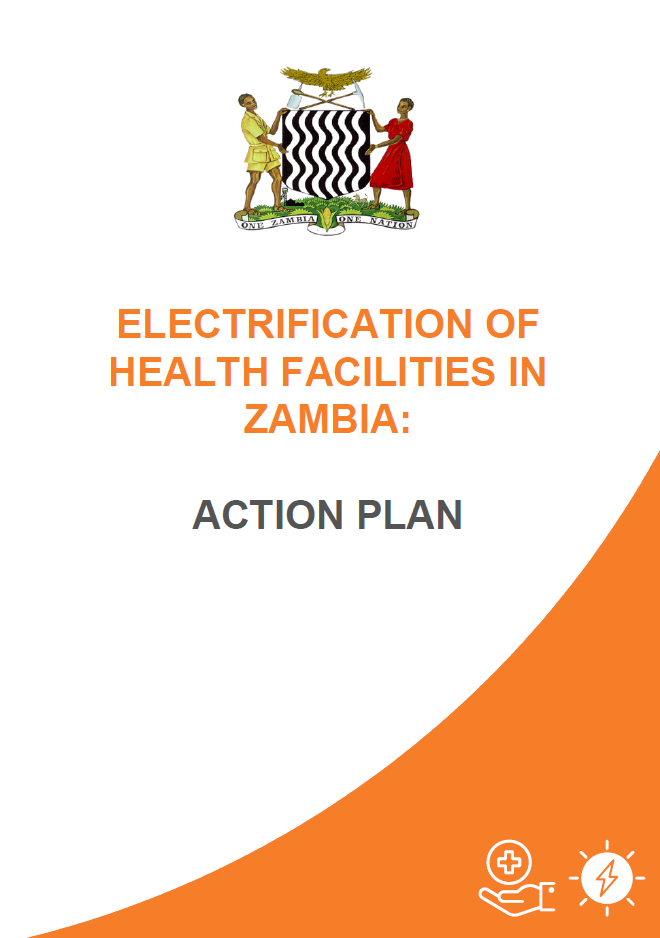 ONE ZAMBIA ONE NATION
ELECTRIFICATION OF
HEALTH FACILITIES IN
ZAMBIA:
ACTION PLAN